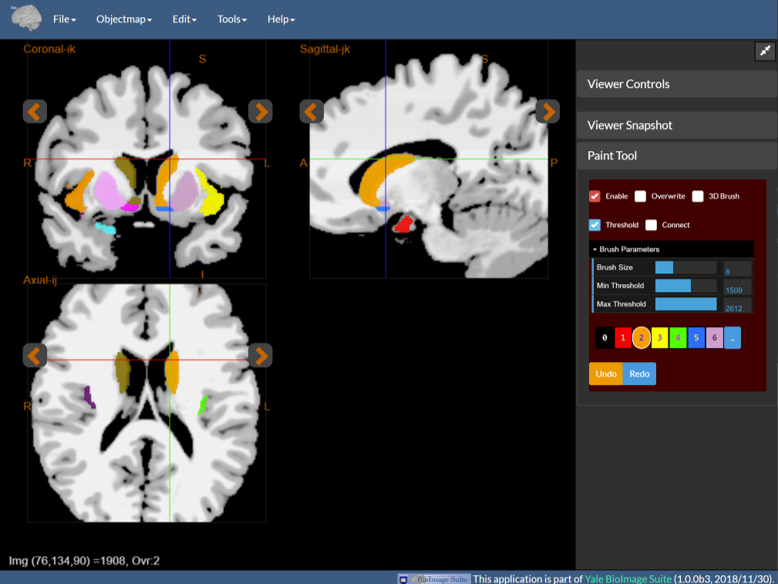 File Objectmap Edit Tools Help
Coronal-ik
S
R
L
Sagittal-jk
S
A
P
I
Axial-ij
R
L
Img (76,134,90) =1908, Ovr:2
Viewer Controls
Viewer Snapshot
Paint Tool
Enable Overwrite 3D Brush
Threshold Connect
Brush Parameters
Brush Size 8
Min Threshold 1509
Max Threshold 2612
0 1 2 3 4 5 6 ..
Undo Redo
BioImage Suite This application is part of Yale BioImage Suite (1.0.0b3, 2018/11/30).